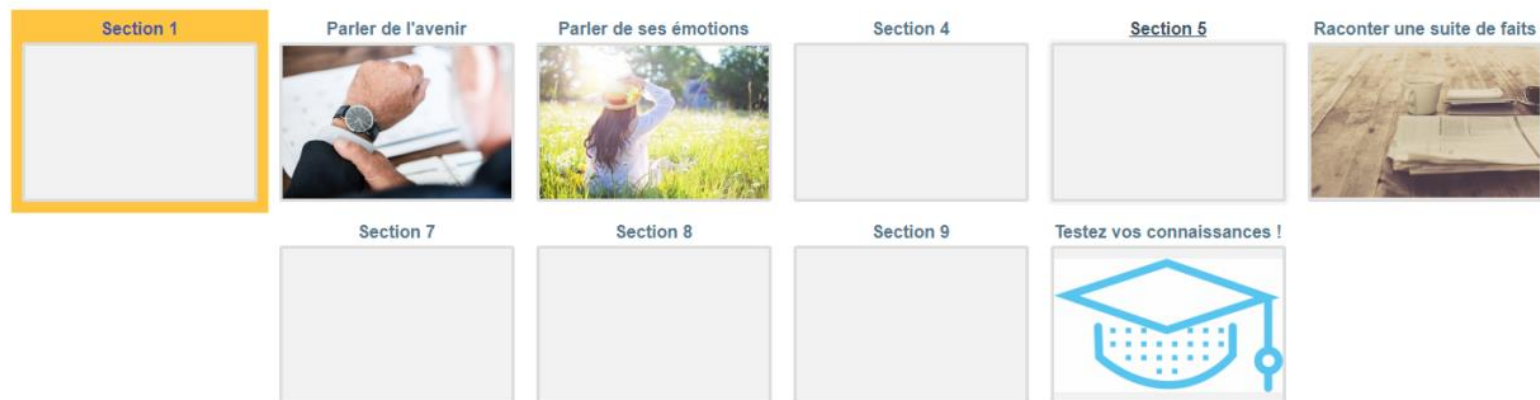 Section 1
Parler de l'avenir
Parler de ses émotions
Section 4
Section 5
Raconter une suite de faits
Section 7
Section 8
Section 9
Testez vos connaissances !